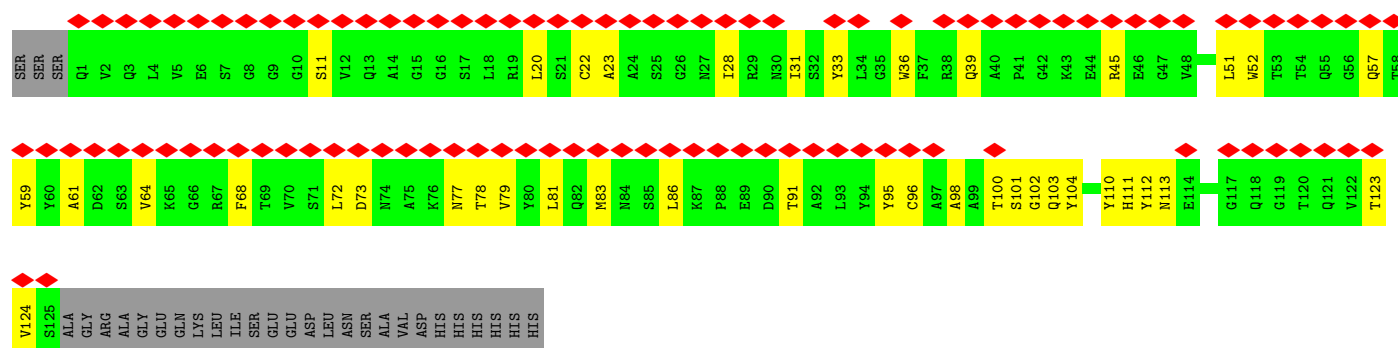 SER SER SER Q1 V2 Q3 L4 V5 E6 S7 G8 G9 G10 S11 V12 Q13 A14 G15 G16 S17 L18 R19 L20 S21 C22 A23 A24 S25 G26 N27 I28 R29 N30 I31 S32 Y33 L34 G35 W36 F37 R38 Q39 A40 P41 G42 K43 E44 R45 E46 G47 V48 L51 W52 T53 T54 Q55 G56 Q57 T58
Y59 Y60 A61 D62 S63 V64 K65 G66 R67 F68 T69 V70 S71 L72 D73 N74 A75 K76 N77 T78 V79 Y80 L81 Q82 M83 N84 S85 L86 K87 P88 E89 D90 T91 A92 L93 Y94 Y95 C96 A97 A98 A99 T100 S101 G102 Q103 Y104 Y110 H111 Y112 N113 E114 G117 Q118 G119 T120 Q121 V122 T123
V124 S125 ALA GLY ARG ALA GLY GLU GLN LYS LEU ILE SER GLU GLU ASP LEU ASN SER ALA VAL ASP HIS HIS HIS HIS HIS HIS